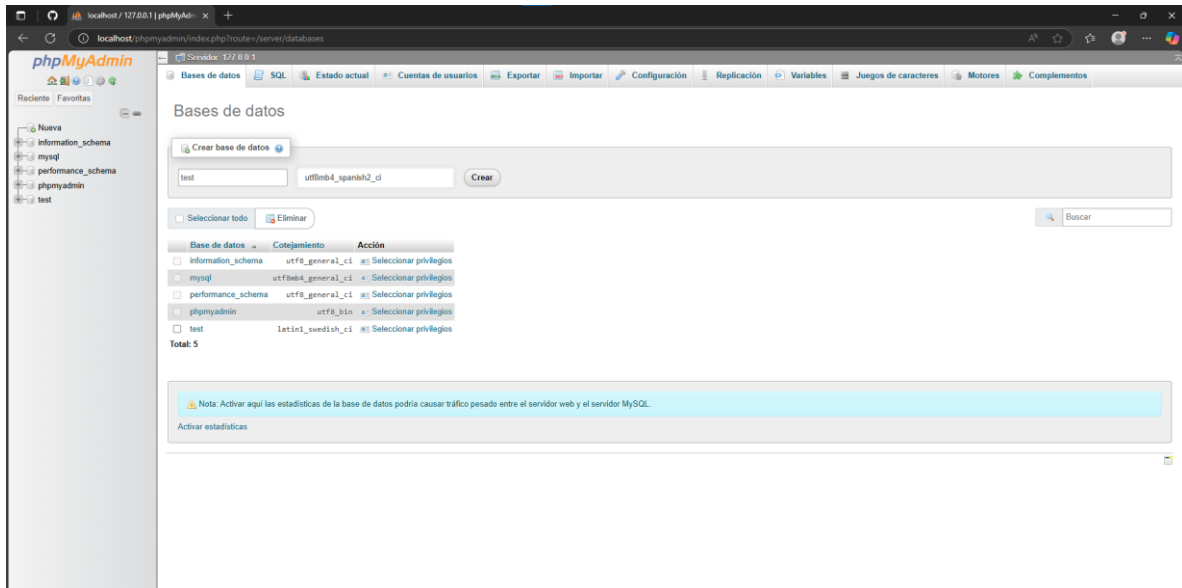 localhost / 127.0.0.1 | phpMyAdm
localhost/phpmyadmin/index.php?route=/server/databases
phpMyAdmin
Reciente Favoritas
Nueva
information_schema
mysql
performance_schema
phpmyadmin
test
Servidor: 127.0.0.1
Bases de datos SQL Estado actual Cuentas de usuarios Exportar Importar Configuración Replicación Variables Juegos de caracteres Motores Complementos
Bases de datos
Crear base de datos
test utf8mb4_spanish2_ci Crear
Seleccionar todo Eliminar Buscar
Base de datos Cotejamiento Acción
information_schema utf8_general_ci Seleccionar privilegios
mysql utf8mb4_general_ci Seleccionar privilegios
performance_schema utf8_general_ci Seleccionar privilegios
phpmyadmin utf8_bin Seleccionar privilegios
test latin1_swedish_ci Seleccionar privilegios
Total: 5
Nota: Activar aquí las estadísticas de la base de datos podría causar tráfico pesado entre el servidor web y el servidor MySQL.
Activar estadísticas